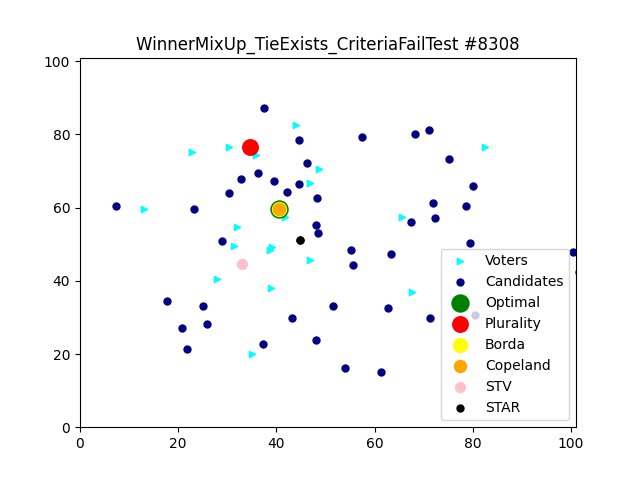 WinnerMixUp_TieExists_CriteriaFailTest #8308
100
80
60
40
20
0
0 20 40 60 80 100
Voters
Candidates
Optimal
Plurality
Borda
Copeland
STV
STAR